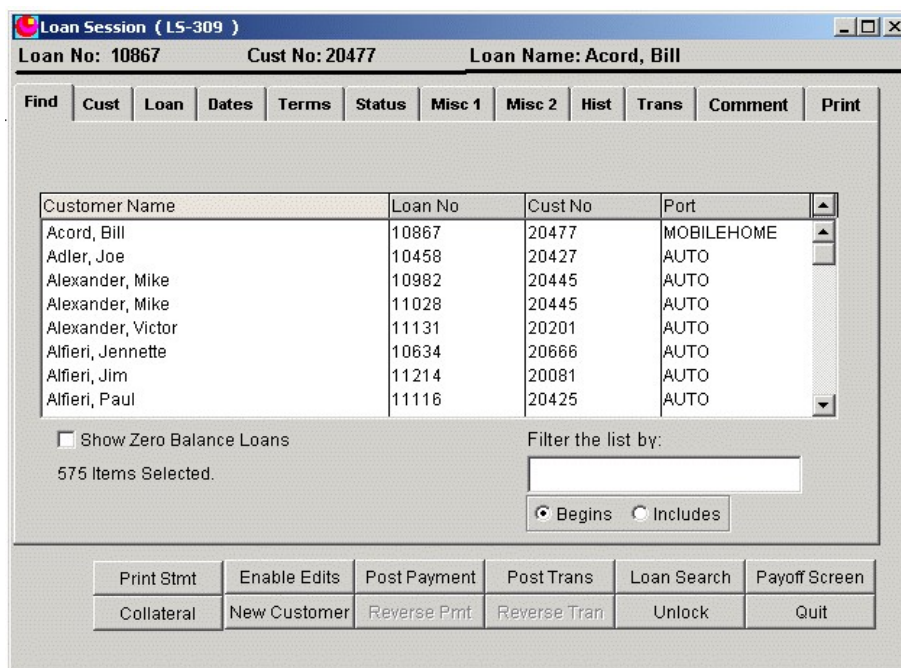 Loan Session ( LS-309 )
Loan No: 10867 Cust No: 20477 Loan Name: Acord, Bill
Find Cust Loan Dates Terms Status Misc 1 Misc 2 Hist Trans Comment Print
Customer Name Loan No Cust No Port
Acord, Bill 10867 20477 MOBILEHOME
Adler, Joe 10458 20427 AUTO
Alexander, Mike 10982 20445 AUTO
Alexander, Mike 11028 20445 AUTO
Alexander, Victor 11131 20201 AUTO
Alfieri, Jennette 10634 20666 AUTO
Alfieri, Jim 11214 20081 AUTO
Alfieri, Paul 11116 20425 AUTO
Show Zero Balance Loans Filter the list by:
575 Items Selected.
Begins Includes
Print Stmt Enable Edits Post Payment Post Trans Loan Search Payoff Screen
Collateral New Customer Reverse Pmt Reverse Tran Unlock Quit